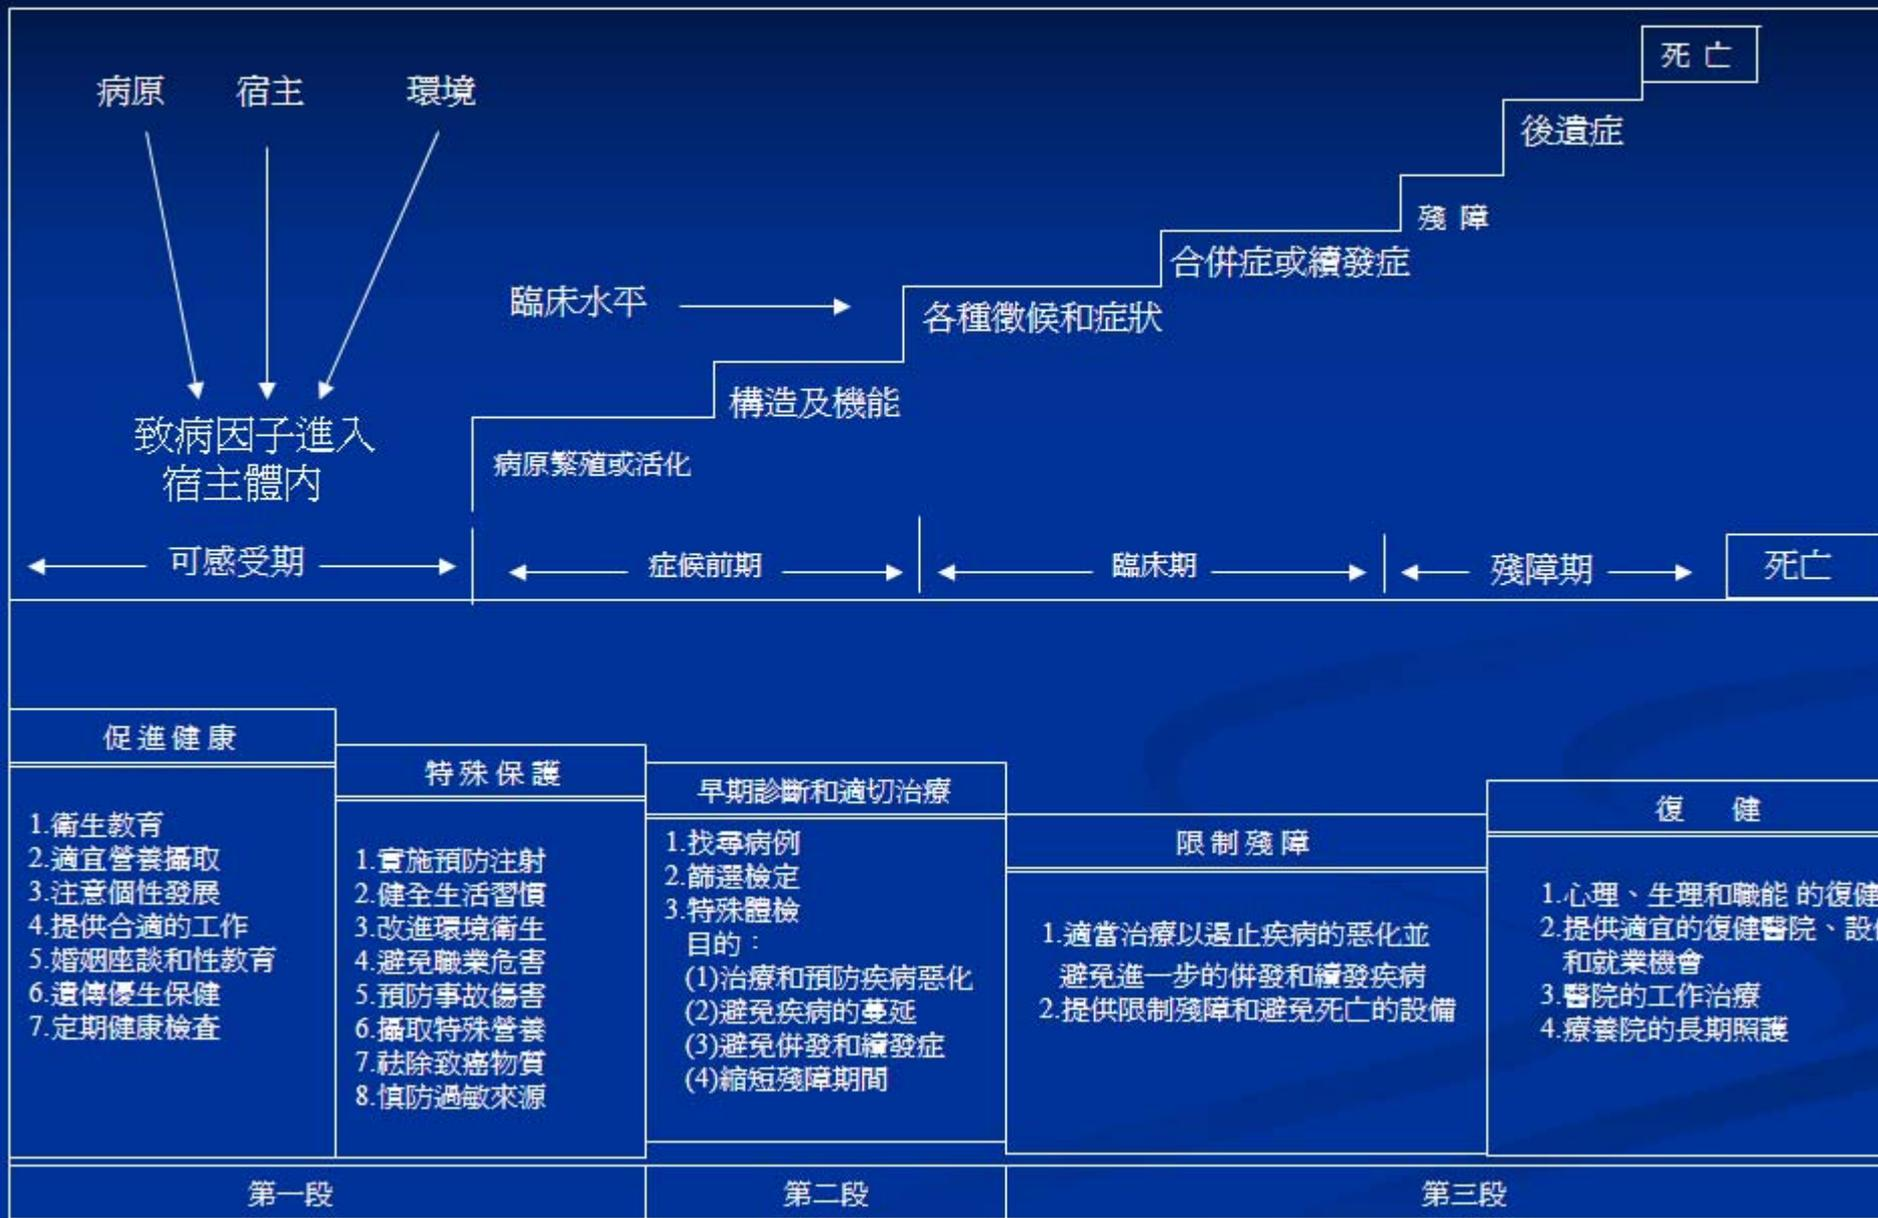 病原 宿主 環境
死亡
後遺症
殘障
合併症或續發症
臨床水平
各種徵候和症狀
構造及機能
致病因子進入
宿主體內
病原繁殖或活化
可感受期
症候前期
臨床期
殘障期
死亡
促進健康
1.衛生教育
2.適宜營養攝取
3.注意個性發展
4.提供合適的工作
5.婚姻座談和性教育
6.遺傳優生保健
7.定期健康檢查
特殊保護
1.實施預防注射
2.健全生活習慣
3.改進環境衛生
4.避免職業危害
5.預防事故傷害
6.攝取特殊營養
7.祛除致癌物質
8.慎防過敏來源
早期診斷和適切治療
1.找尋病例
2.篩選檢定
3.特殊體檢
目的：
(1)治療和預防疾病惡化
(2)避免疾病的蔓延
(3)避免併發和續發症
(4)縮短殘障期間
限制殘障
1.適當治療以遏止疾病的惡化並
避免進一步的併發和續發疾病
2.提供限制殘障和避免死亡的設備
復 健
1.心理、生理和職能 的復健
2.提供適宜的復健醫院、設
和就業機會
3.醫院的工作治療
4.療養院的長期照護
第一段
第二段
第三段